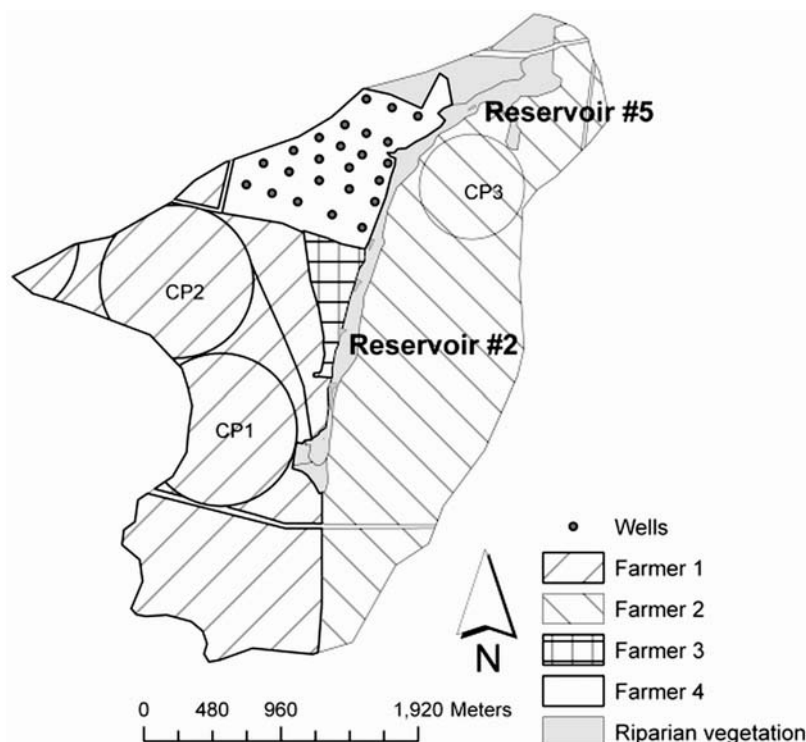 Reservoir #5
CP3
CP2
Reservoir #2
CP1
Wells
Farmer 1
Farmer 2
Farmer 3
N
Farmer 4
0 480 960 1,920 Meters
Riparian vegetation